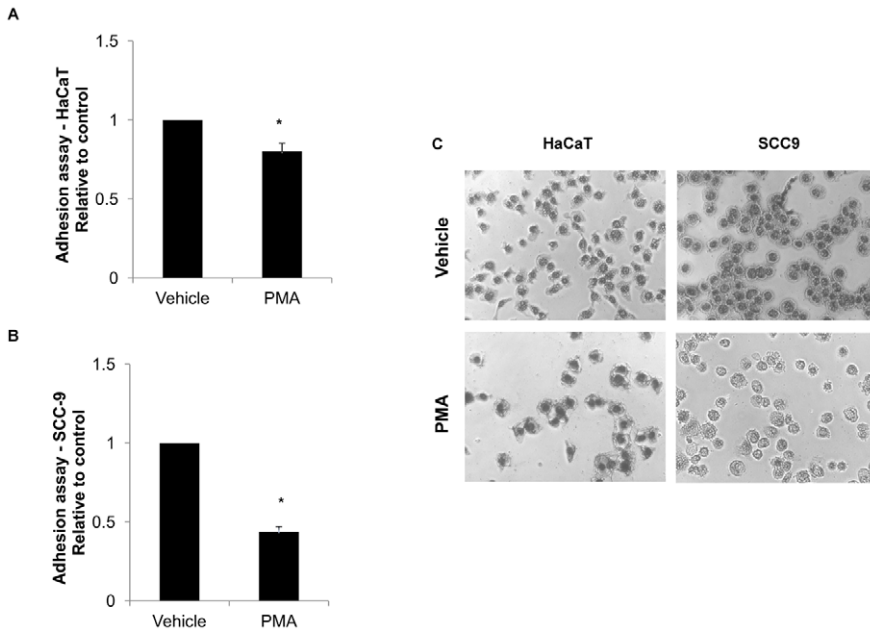 A
Adhesion assay - HaCaT
Relative to control
1.5
1
0.5
0
*
Vehicle PMA
B
Adhesion assay - SCC-9
Relative to control
1.5
1
0.5
0
*
Vehicle PMA
C
HaCaT SCC9
Vehicle
PMA